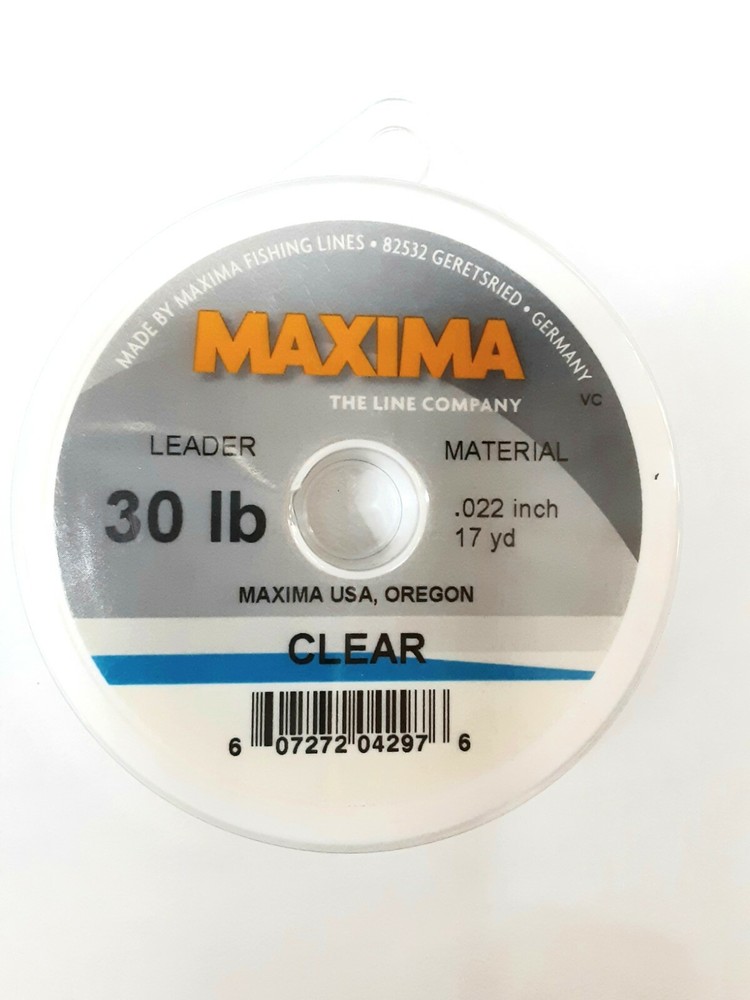 MADE BY MAXIMA FISHING LINES • 82532 GERETSRIED • GERMANY
MAXIMA
THE LINE COMPANY
VC
LEADER
MATERIAL
30 lb
.022 inch
17 yd
MAXIMA USA, OREGON
CLEAR
6 07272 04297 6